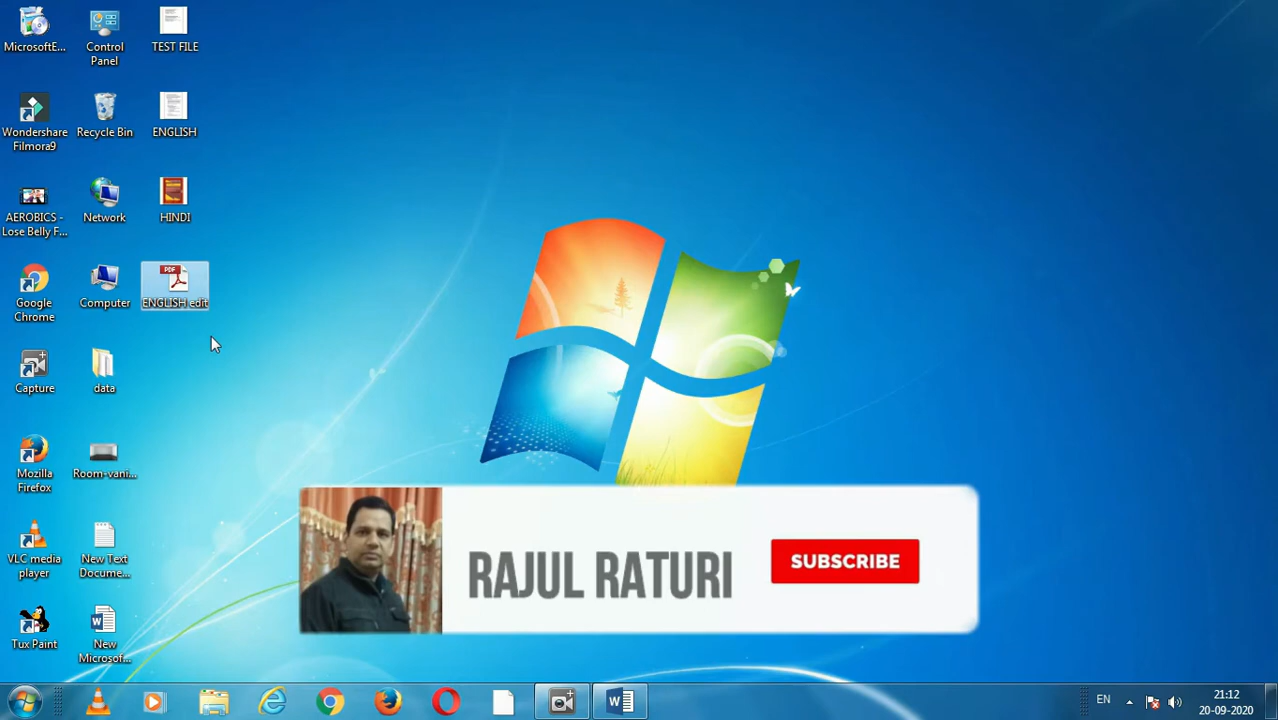 MicrosoftE...
Control
Panel
TEST FILE
Wondershare
Filmora9
Recycle Bin
ENGLISH
AEROBICS -
Lose Belly F...
Network
HINDI
Google
Chrome
Computer
PDF
ENGLISH edit
Capture
data
Mozilla
Firefox
Room-vani...
VLC media
player
New Text
Docume...
Tux Paint
New
Microsof...
RAJUL RATURI
SUBSCRIBE
EN
21:12
20-09-2020